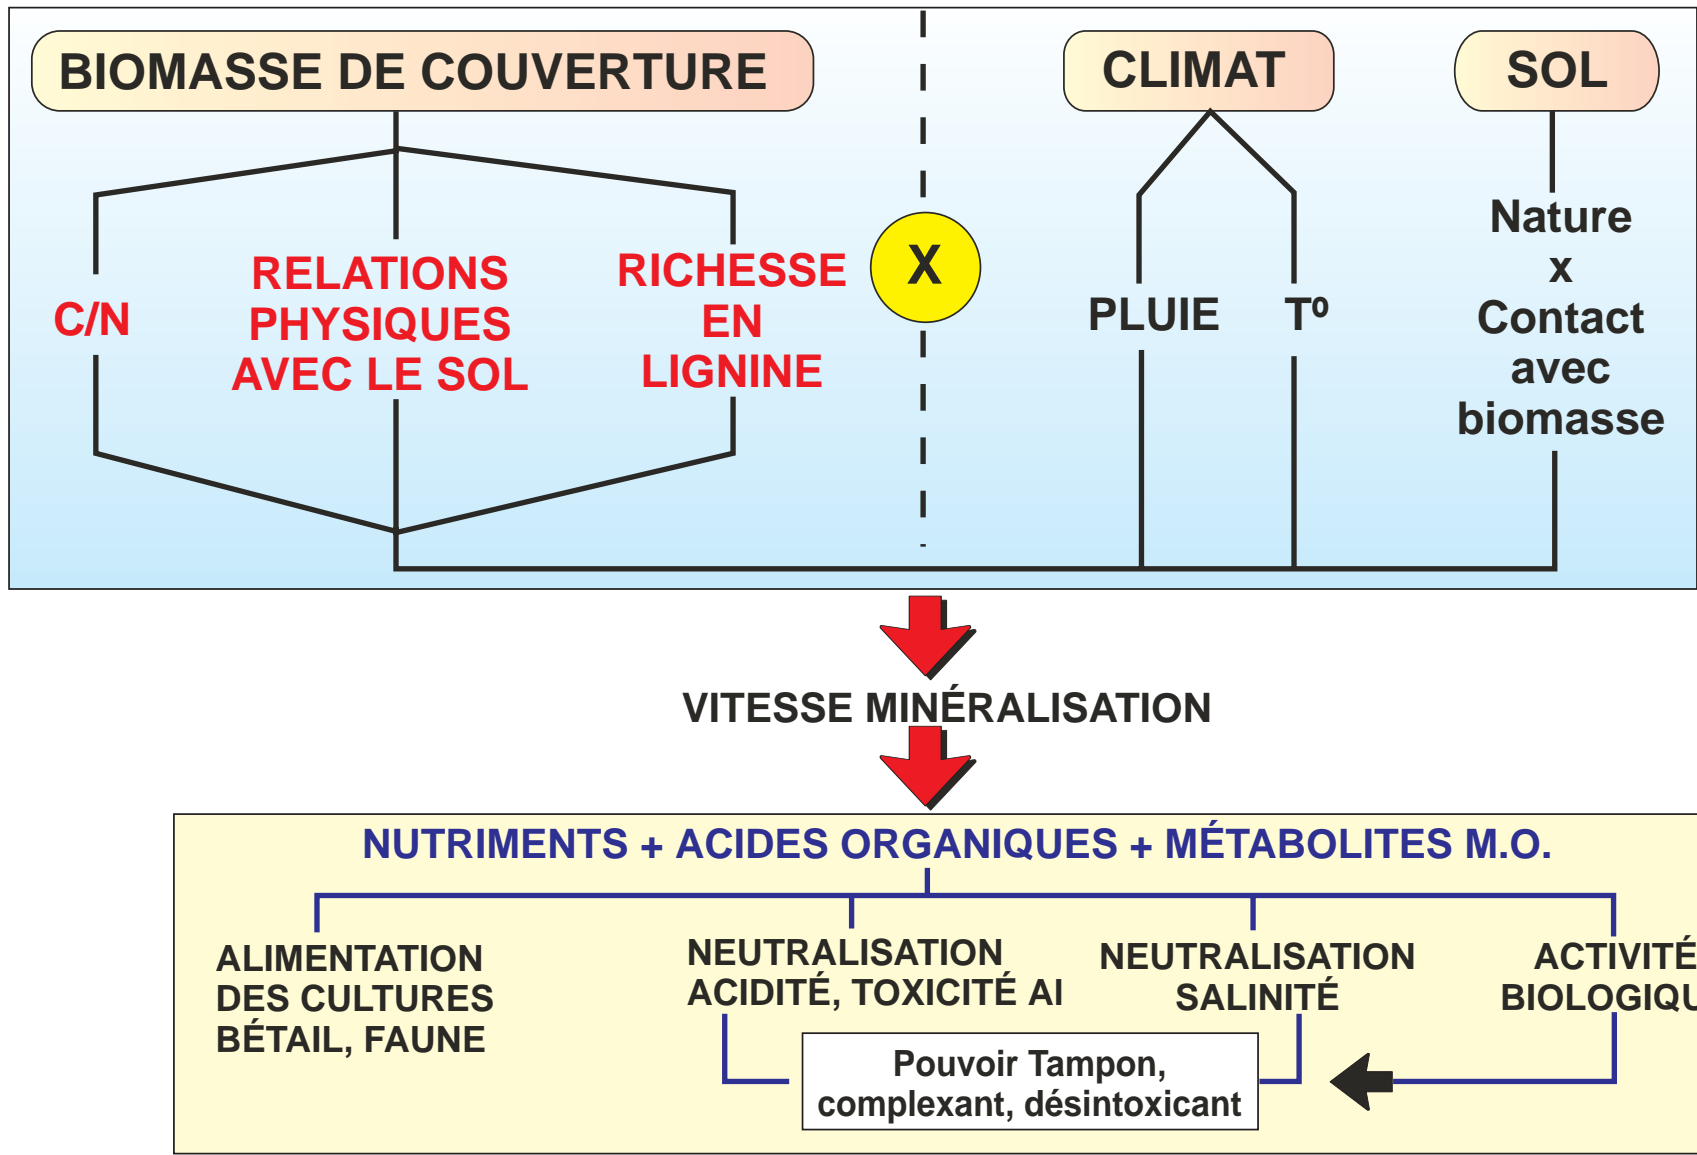 BIOMASSE DE COUVERTURE
CLIMAT
SOL
C/N
RELATIONS
PHYSIQUES
AVEC LE SOL
RICHESSE
EN
LIGNINE
X
PLUIE
Tº
Nature
x
Contact
avec
biomasse
VITESSE MINÉRALISATION
NUTRIMENTS + ACIDES ORGANIQUES + MÉTABOLITES M.O.
ALIMENTATION
DES CULTURES
BÉTAIL, FAUNE
NEUTRALISATION
ACIDITÉ, TOXICITÉ Al
NEUTRALISATION
SALINITÉ
ACTIVITÉ
BIOLOGIQU
Pouvoir Tampon,
complexant, désintoxicant